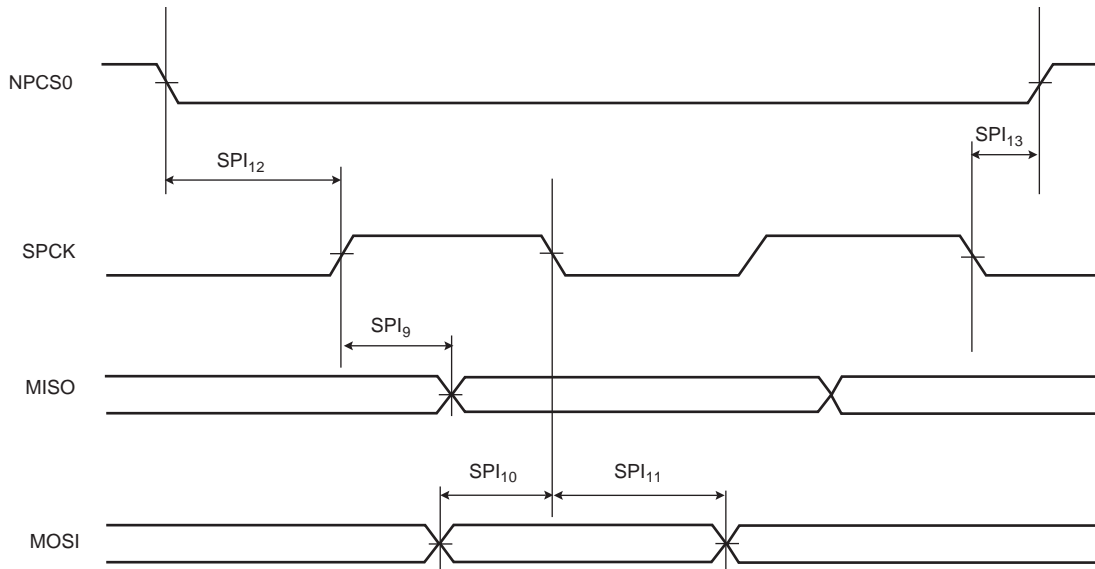 NPCS0
SPI₁₂
SPI₁₃
SPCK
SPI₉
MISO
SPI₁₀
SPI₁₁
MOSI